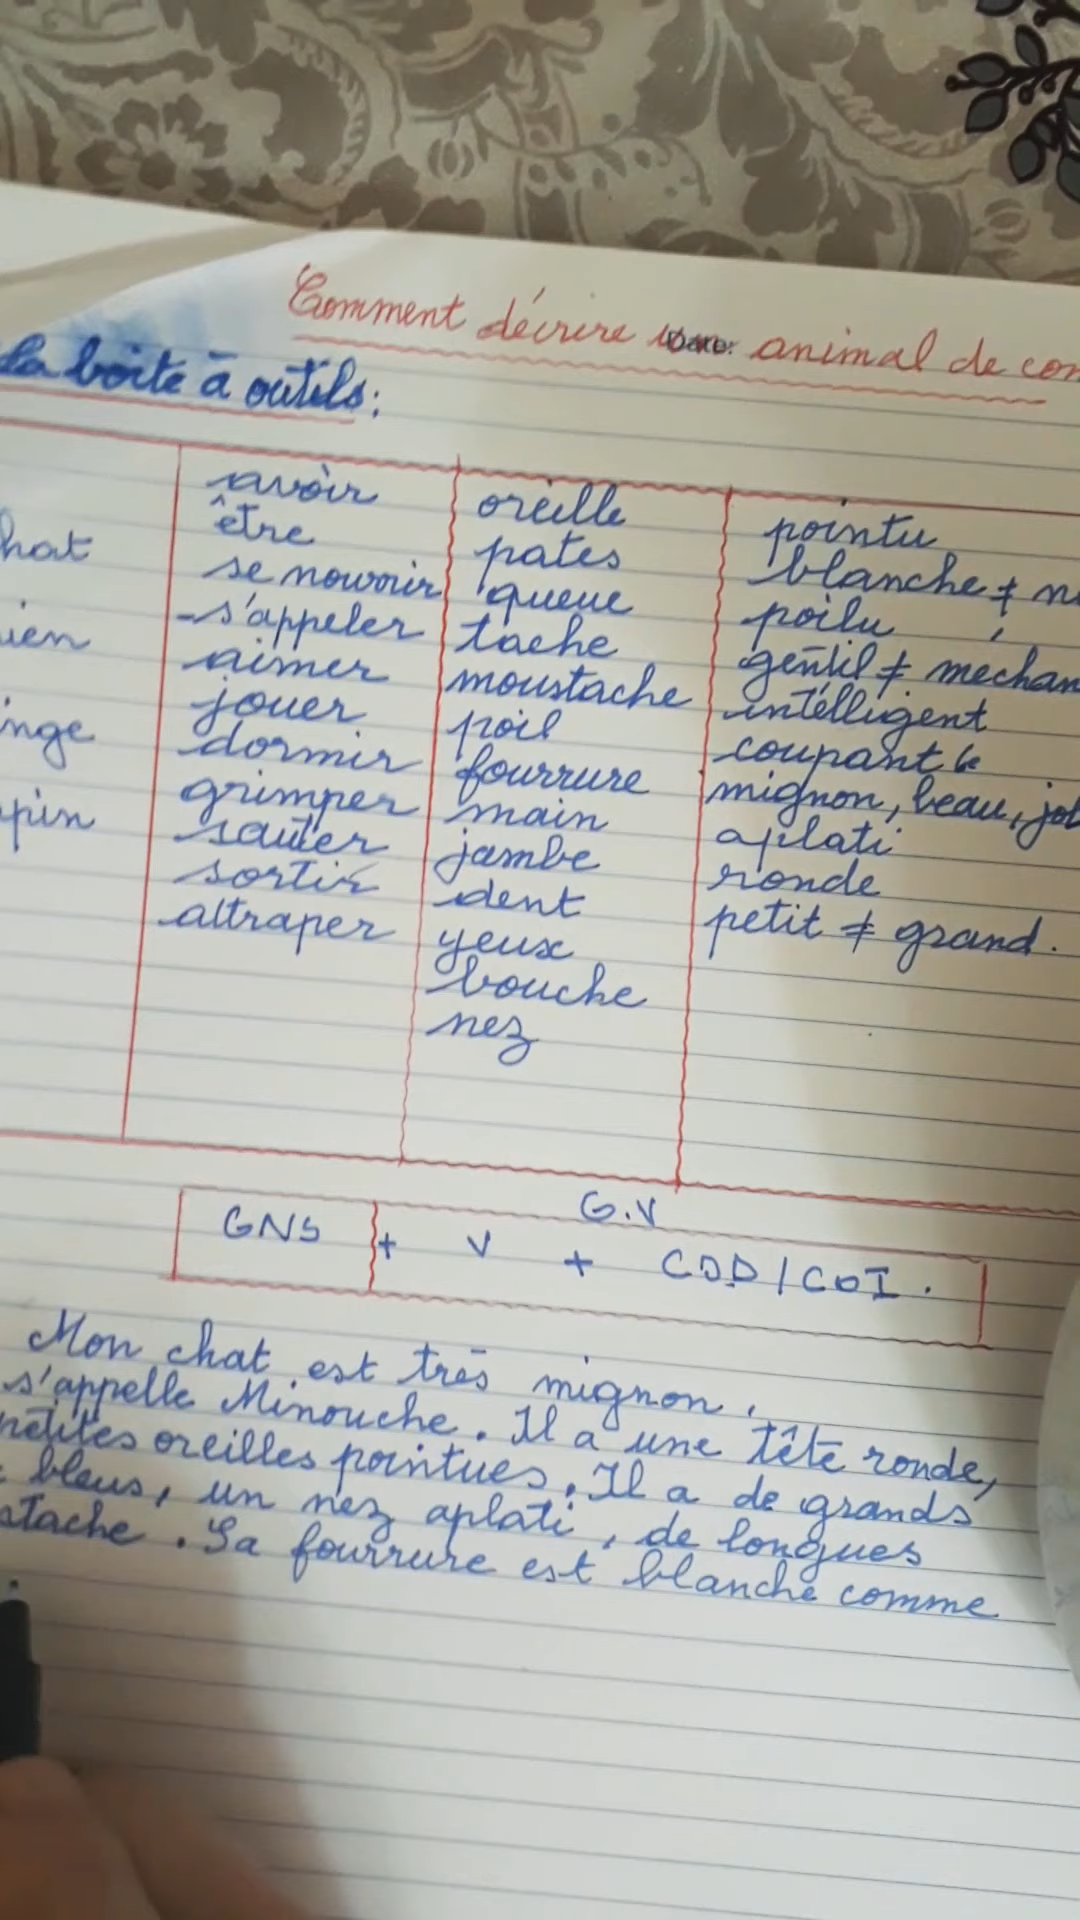 Comment décrire animal de com
Date:
La boîte à outils:
hat
ien
inge
pin
avoir
être
se nourrir
-s'appeler
aimer
jouer
dormir
grimper
sauter
sortir
attraper
oreille
pates
queue
tache
moustache
poil
fourrure
main
jambe
dent
yeux
bouche
nez
pointu
blanche ≠ n
poilu
gentil ≠ mechan
intélligent
coupant
mignon, beau, jol
aplati
ronde
petit ≠ grand.
G.V
GNS + V + COD / COI.
Mon chat est très mignon.
s'appelle Minouche. Il a une tête ronde,
petites oreilles pointues. Il a de grands
bleus, un nez aplati, de longues
stache. Sa fourrure est blanche comme